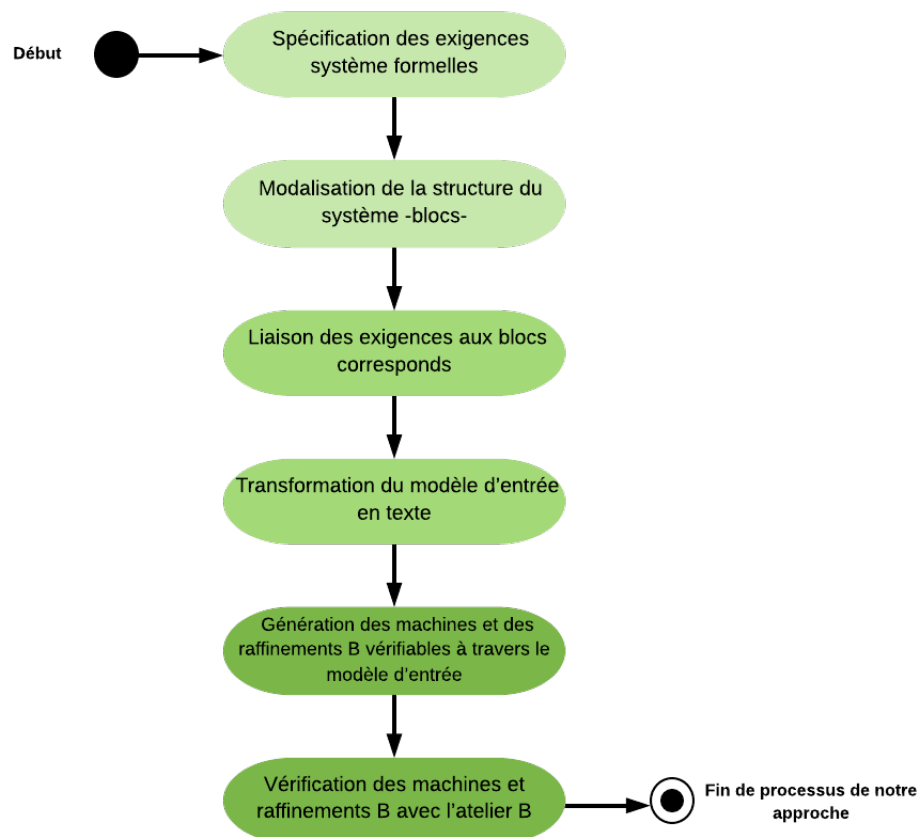 Début
Spécification des exigences
système formelles
Modalisation de la structure du
système -blocs-
Liaison des exigences aux blocs
corresponds
Transformation du modèle d'entrée
en texte
Génération des machines et des
raffinements B vérifiables à travers le
modèle d'entrée
Vérification des machines et
raffinements B avec l'atelier B
Fin de processus de notre
approche